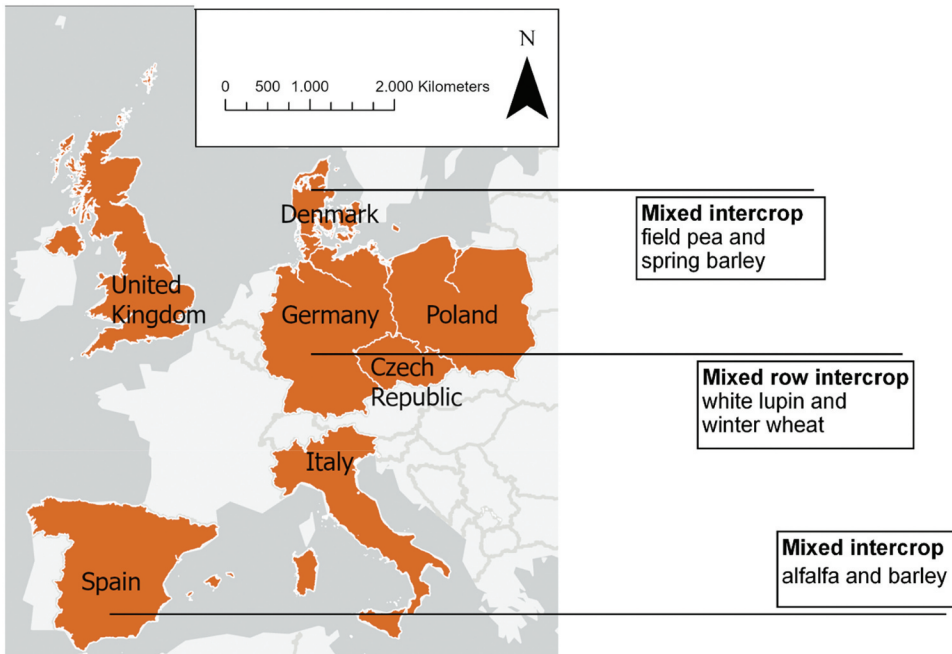 N
0 500 1.000 2.000 Kilometers
Denmark
Mixed intercrop
field pea and
spring barley
United
Kingdom
Germany
Poland
Czech
Republic
Mixed row intercrop
white lupin and
winter wheat
Italy
Mixed intercrop
alfalfa and barley
Spain